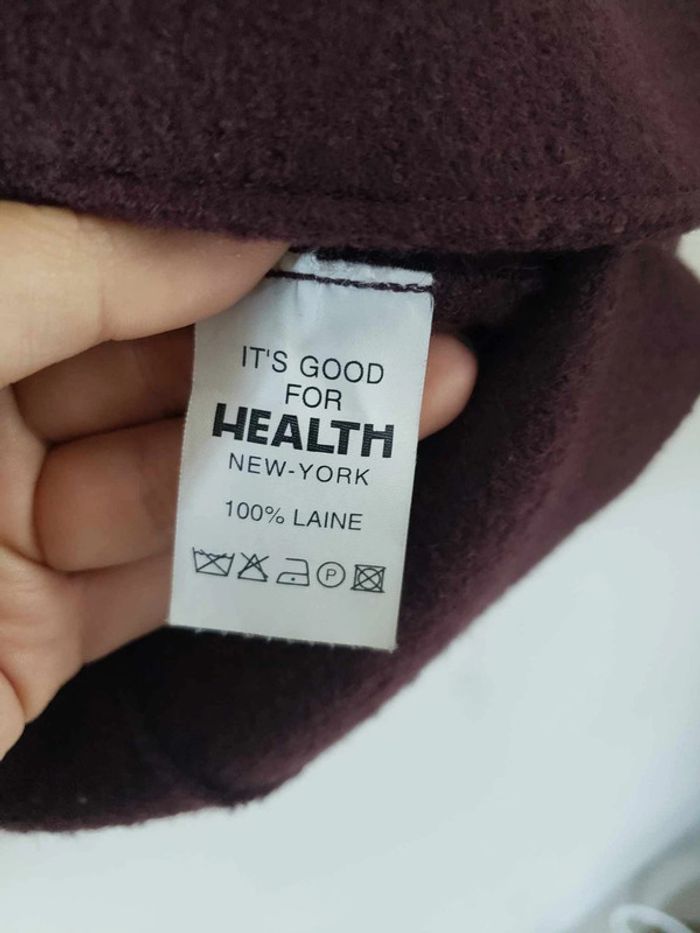 IT'S GOOD
FOR
HEALTH
NEW-YORK
100% LAINE
P